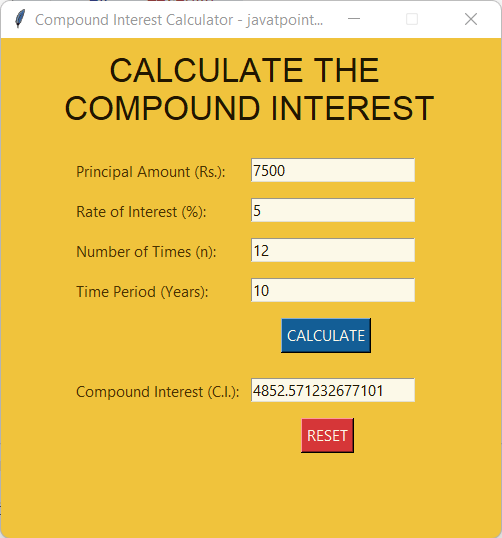 Compound Interest Calculator - javatpoint...
CALCULATE THE
COMPOUND INTEREST
Principal Amount (Rs.): 7500
Rate of Interest (%): 5
Number of Times (n): 12
Time Period (Years): 10
CALCULATE
Compound Interest (C.I.): 4852.571232677101
RESET